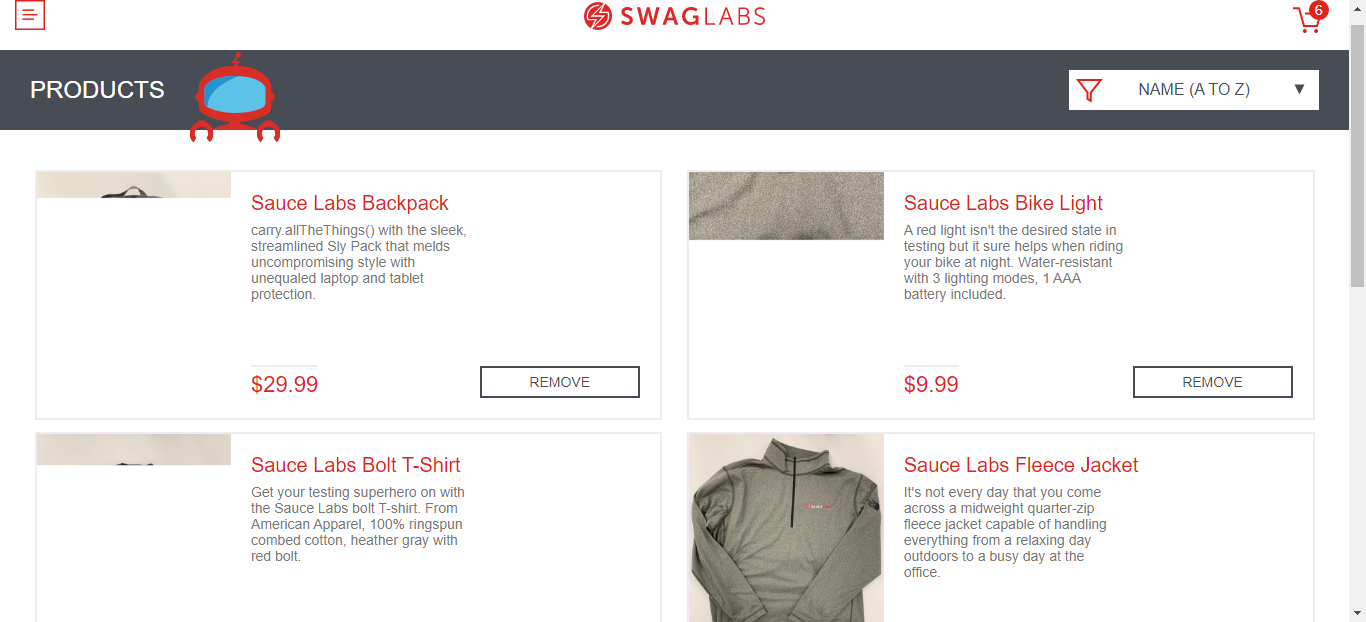 SWAGLABS
6
PRODUCTS
NAME (A TO Z)
Sauce Labs Backpack
carry.allTheThings() with the sleek,
streamlined Sly Pack that melds
uncompromising style with
unequaled laptop and tablet
protection.
$29.99
REMOVE
Sauce Labs Bike Light
A red light isn't the desired state in
testing but it sure helps when riding
your bike at night. Water-resistant
with 3 lighting modes, 1 AAA
battery included.
$9.99
REMOVE
Sauce Labs Bolt T-Shirt
Get your testing superhero on with
the Sauce Labs bolt T-shirt. From
American Apparel, 100% ringspun
combed cotton, heather gray with
red bolt.
Sauce Labs Fleece Jacket
It's not every day that you come
across a midweight quarter-zip
fleece jacket capable of handling
everything from a relaxing day
outdoors to a busy day at the
office.